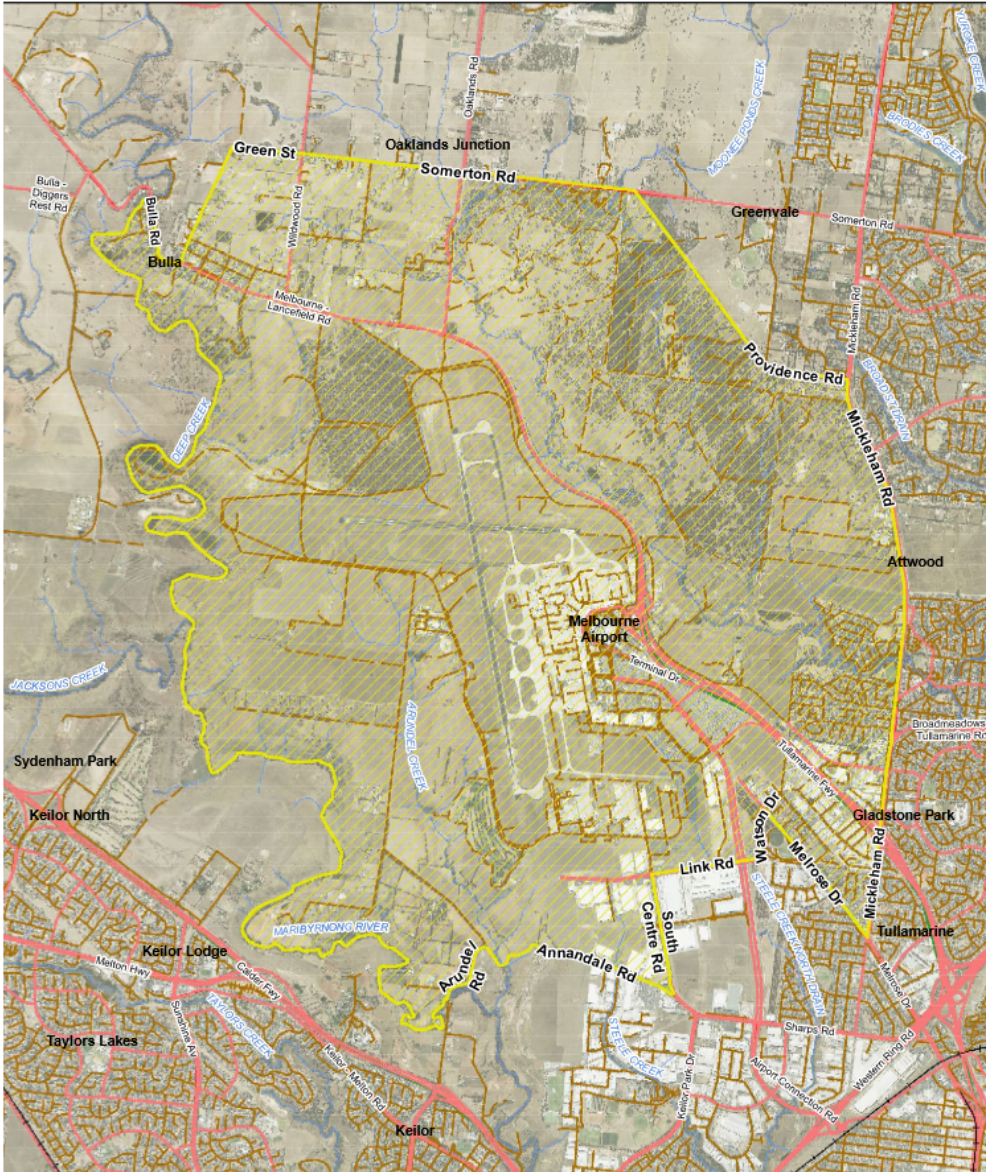 YUROKE CREEK
Oaklands Rd
MOONEE PONDS CREEK
BRODIES CREEK
Green St
Oaklands Junction
Somerton Rd
Bulla -
Diggers
Rest Rd
Bulla Rd
Wildwood Rd
Greenvale
Somerton Rd
Bulla
Melbourne -
Lancefield Rd
Mickleham Rd
Providence Rd
BROAD ST DRAIN
DEEP CREEK
Mickleham Rd
Attwood
Melbourne
Airport
Terminal Dr
JACKSONS CREEK
ARUNDEL CREEK
Broadmeadows
Tullamarine Rd
Sydenham Park
Tullamarine Fwy
Keilor North
Watson Dr
Gladstone Park
Melrose Dr
Link Rd
Mickleham Rd
STEELE CREEK NORTH DRAIN
MARIBYRNONG RIVER
South
Centre Rd
Tullamarine
Keilor Lodge
Arundel
Rd
Annandale Rd
Melton Hwy
Calder Fwy
Melrose Dr
Sunshine Av
TAYLORS CREEK
STEELE CREEK
Sharps Rd
Taylors Lakes
Keilor - Melton Rd
Keilor Park Dr
Airport Connection Rd
Western Ring Rd
Keilor